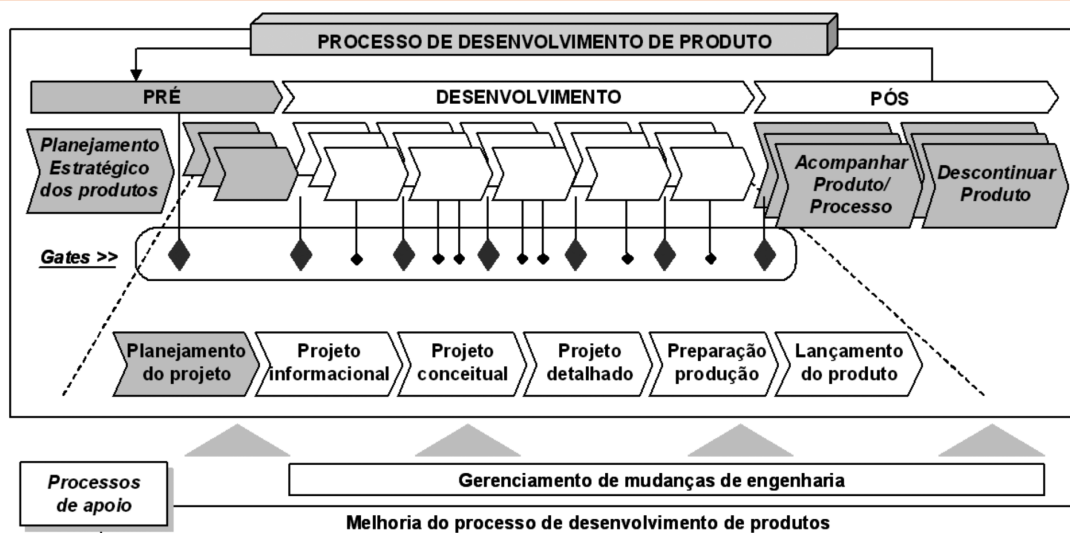 PROCESSO DE DESENVOLVIMENTO DE PRODUTO
PRÉ
DESENVOLVIMENTO
PÓS
Planejamento
Estratégico
dos produtos
Acompanhar
Produto/
Processo
Descontinuar
Produto
Gates >>
Planejamento
do projeto
Projeto
informacional
Projeto
conceitual
Projeto
detalhado
Preparação
produção
Lançamento
do produto
Processos
de apoio
Gerenciamento de mudanças de engenharia
Melhoria do processo de desenvolvimento de produtos